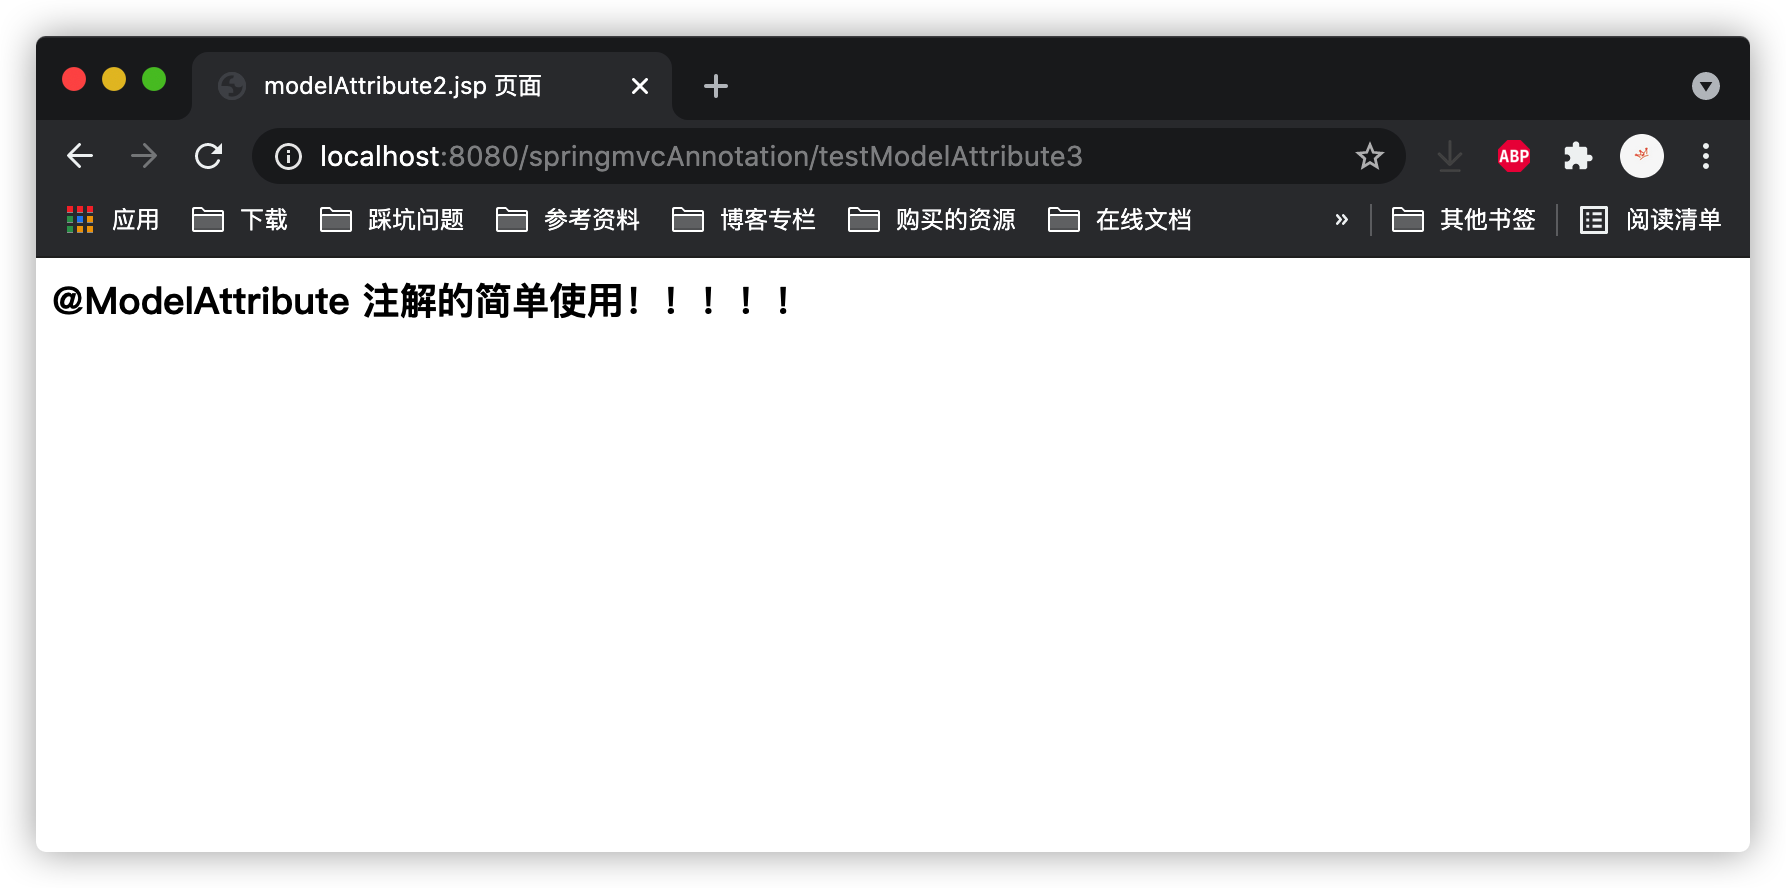 modelAttribute2.jsp 页面
localhost:8080/springmvcAnnotation/testModelAttribute3
ABP
应用 下载 踩坑问题 参考资料 博客专栏 购买的资源 在线文档 » 其他书签 阅读清单
@ModelAttribute 注解的简单使用！！！！！